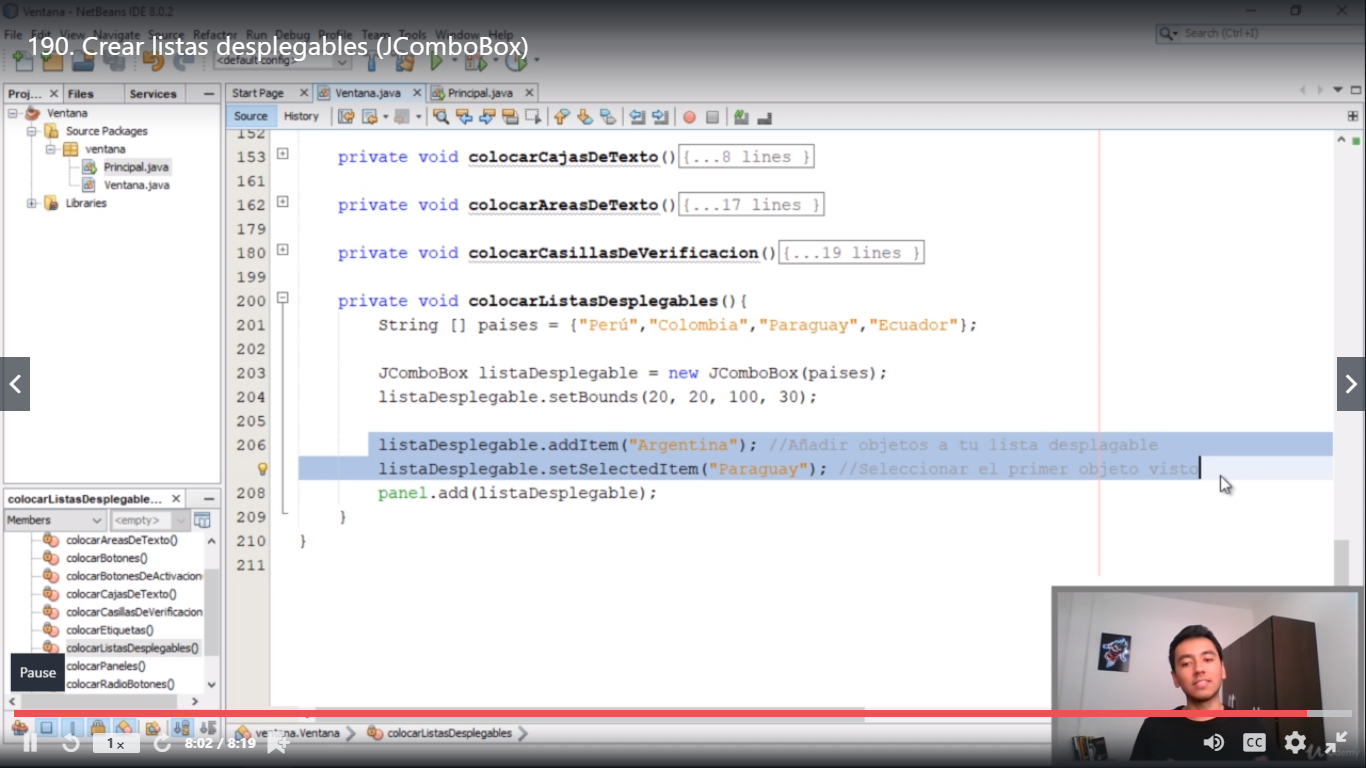 Ventana - NetBeans IDE 8.0.2
File Edit View Navigate Source Refactor Run Debug Profile Team Tools Window Help
Search (Ctrl+I)
190. Crear listas desplegables (JComboBox)
<default config>
Proj... Files Services
Start Page Ventana.java Principal.java
Source History
Ventana
Source Packages
ventana
Principal.java
Ventana.java
Libraries
152
153 private void colocarCajasDeTexto(){...8 lines }
161
162 private void colocarAreasDeTexto(){...17 lines }
179
180 private void colocarCasillasDeVerificacion(){...19 lines }
199
200 private void colocarListasDesplegables(){
201 String [] paises = {"Perú","Colombia","Paraguay","Ecuador"};
202
203 JComboBox listaDesplegable = new JComboBox(paises);
204 listaDesplegable.setBounds(20, 20, 100, 30);
205
206 listaDesplegable.addItem("Argentina"); //Añadir objetos a tu lista desplagable
listaDesplegable.setSelectedItem("Paraguay"); //Seleccionar el primer objeto visto
208 panel.add(listaDesplegable);
209 }
210 }
211
colocarListasDesplegable...
Members <empty>
colocarAreasDeTexto()
colocarBotones()
colocarBotonesDeActivacion
colocarCajasDeTexto()
colocarCasillasDeVerificacion
colocarEtiquetas()
colocarListasDesplegables()
colocarPaneles()
colocarRadioBotones()
Pause
ventana.Ventana colocarListasDesplegables
1x 8:02 / 8:19 CC